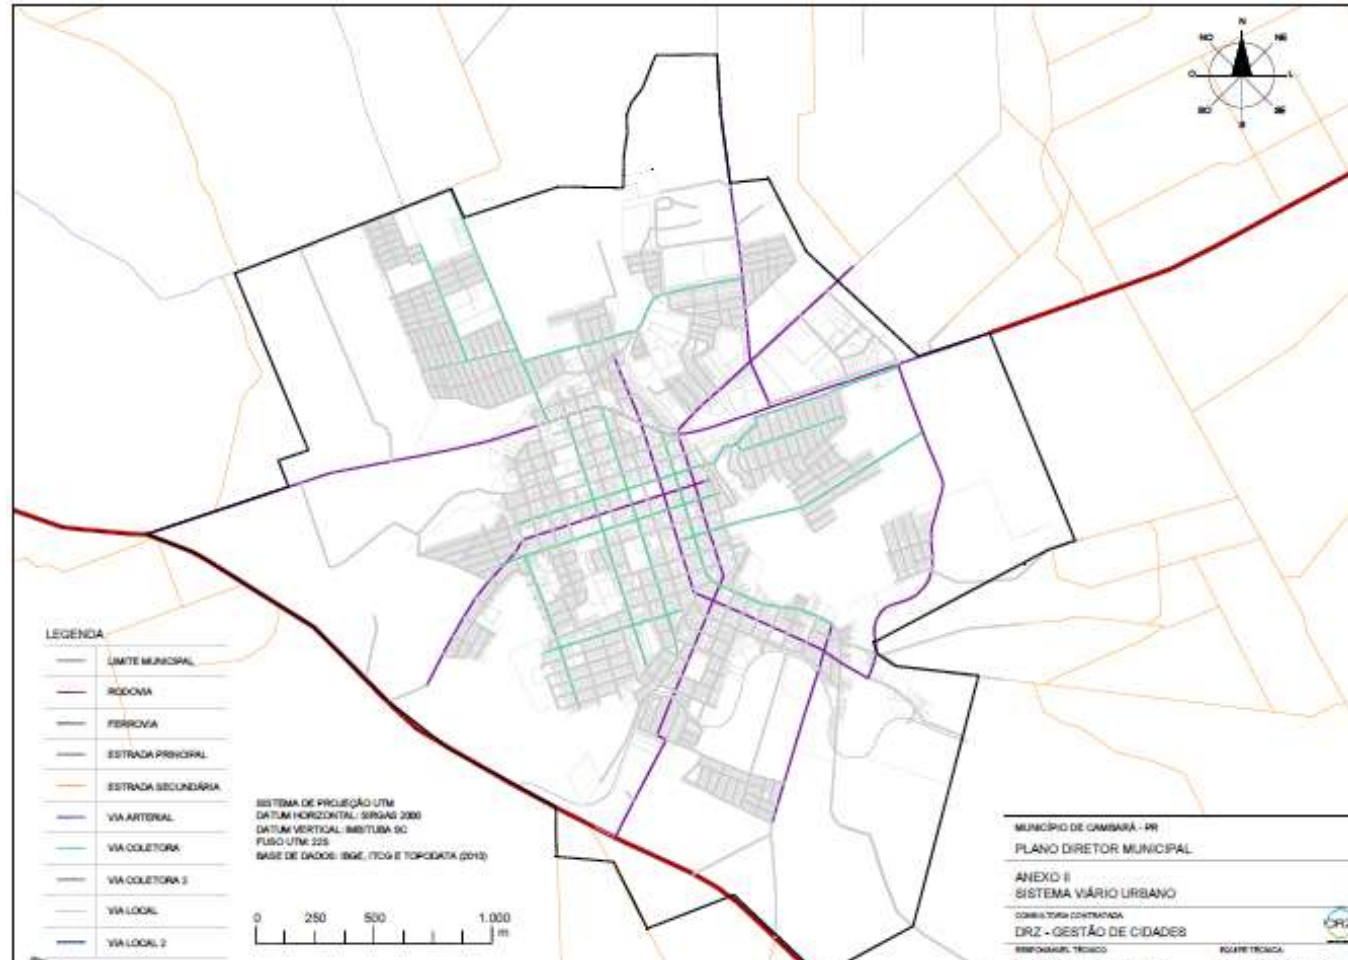 N
NO
NE
O
L
SO
SE
S
LEGENDA
LIMITE MUNICIPAL
RODOVIA
FERROVIA
ESTRADA PRINCIPAL
ESTRADA SECUNDÁRIA
VIA ARTERIAL
VIA COLETORA
VIA COLETORA 2
VIA LOCAL
VIA LOCAL 2
SISTEMA DE PROJEÇÃO UTM
DATUM HORIZONTAL: SIRGAS 2000
DATUM VERTICAL: IMBITUBA SC
FUSO UTM: 22S
BASE DE DADOS: IBGE, ITCG E TOPODATA (2010)
0 250 500 1.000
m
MUNICÍPIO DE CAMBARÁ - PR
PLANO DIRETOR MUNICIPAL
ANEXO II
SISTEMA VIÁRIO URBANO
CONSULTORIA CONTRATADA
DRZ - GESTÃO DE CIDADES
DRZ
RESPONSÁVEL TÉCNICO EQUIPE TÉCNICA